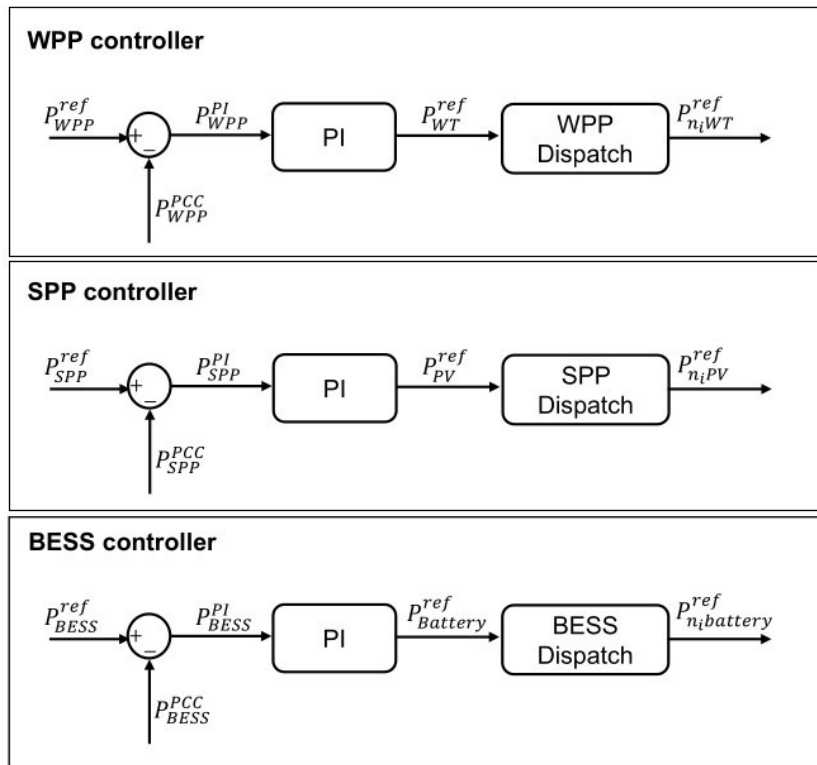 WPP controller
P_{WPP}^{ref} + − P_{WPP}^{PI} PI P_{WT}^{ref} WPP Dispatch P_{n_iWT}^{ref}
P_{WPP}^{PCC}
SPP controller
P_{SPP}^{ref} + − P_{SPP}^{PI} PI P_{PV}^{ref} SPP Dispatch P_{n_iPV}^{ref}
P_{SPP}^{PCC}
BESS controller
P_{BESS}^{ref} + − P_{BESS}^{PI} PI P_{Battery}^{ref} BESS Dispatch P_{n_ibattery}^{ref}
P_{BESS}^{PCC}